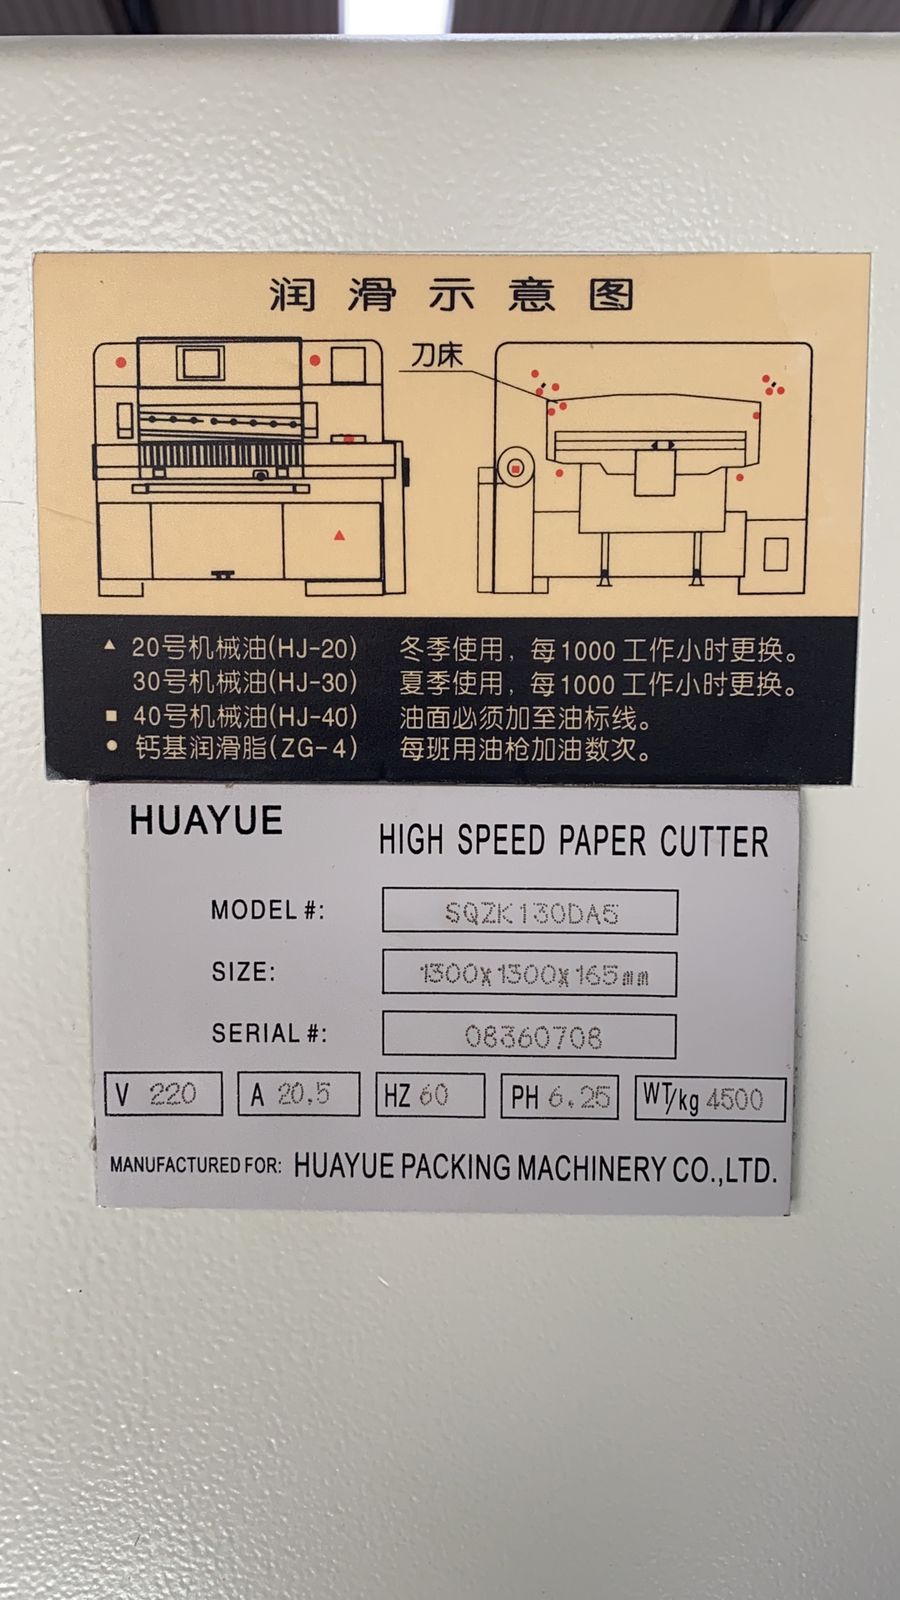 润滑示意图
刀床
▲ 20号机械油(HJ-20) 冬季使用，每1000工作小时更换。
30号机械油(HJ-30) 夏季使用，每1000工作小时更换。
■ 40号机械油(HJ-40) 油面必须加至油标线。
● 钙基润滑脂(ZG-4) 每班用油枪加油数次。
HUAYUE
HIGH SPEED PAPER CUTTER
MODEL #: SQZK130DA5
SIZE: 1300x1300x165mm
SERIAL #: 08360708
V 220 A 20.5 HZ 60 PH 6.25 WT/kg 4500
MANUFACTURED FOR: HUAYUE PACKING MACHINERY CO.,LTD.